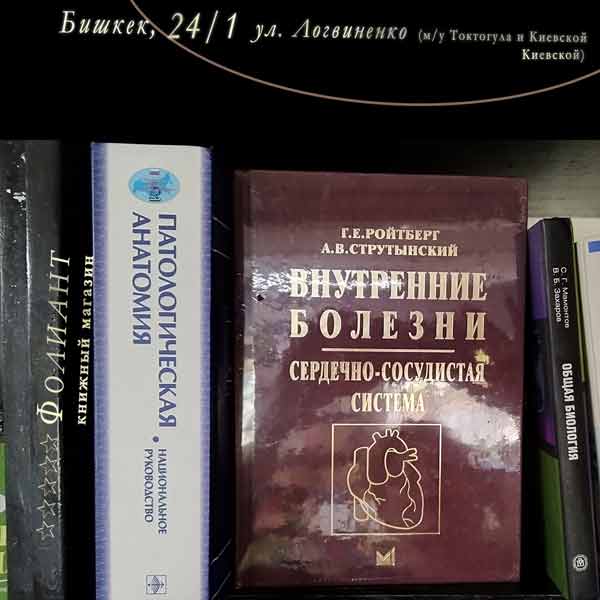 Бишкек, 24/1 ул. Логвиненко (м/у Токтогула и Киевской
Киевской)
ФОЛИАНТ
книжный магазин
ПАТОЛОГИЧЕСКАЯ
АНАТОМИЯ
НАЦИОНАЛЬНОЕ
РУКОВОДСТВО
Г.Е.РОЙТБЕРГ
А.В.СТРУТЫНСКИЙ
ВНУТРЕННИЕ
БОЛЕЗНИ
СЕРДЕЧНО-СОСУДИСТАЯ
СИСТЕМА
С. Г. Мамонтов
В. Б. Захаров
ОБЩАЯ БИОЛОГИЯ